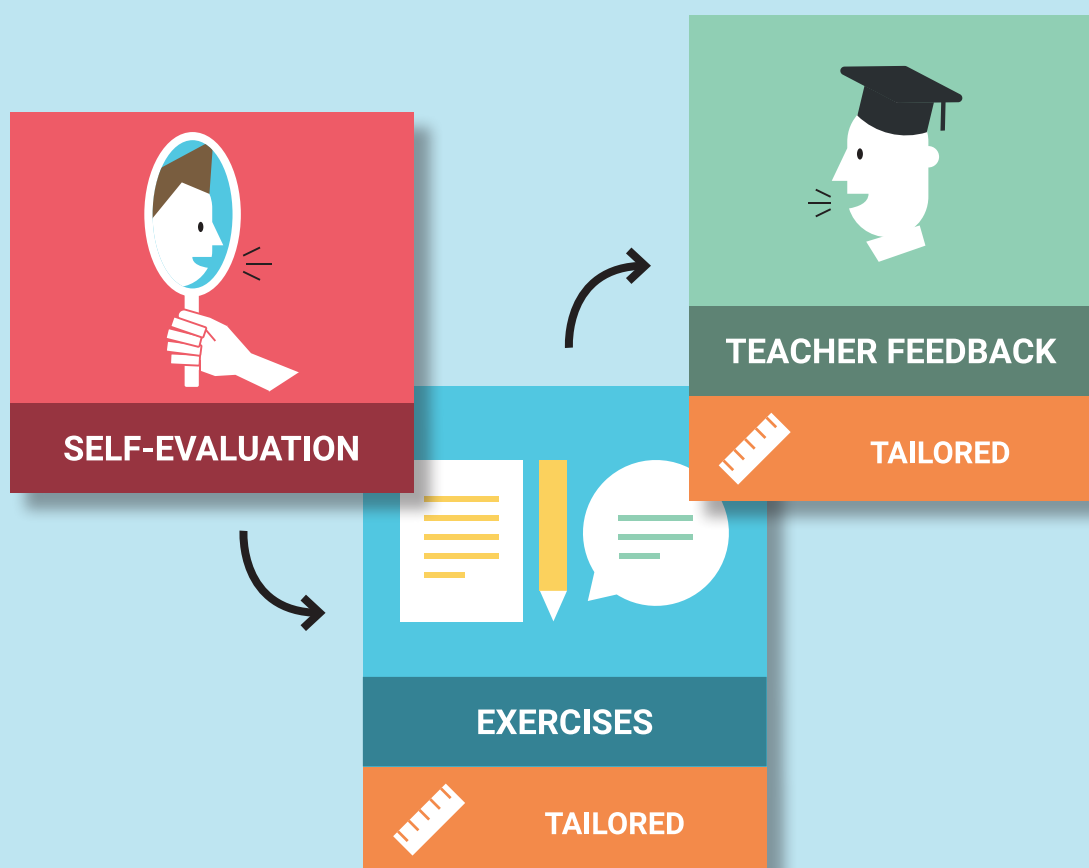 SELF-EVALUATION
EXERCISES
TAILORED
TEACHER FEEDBACK
TAILORED